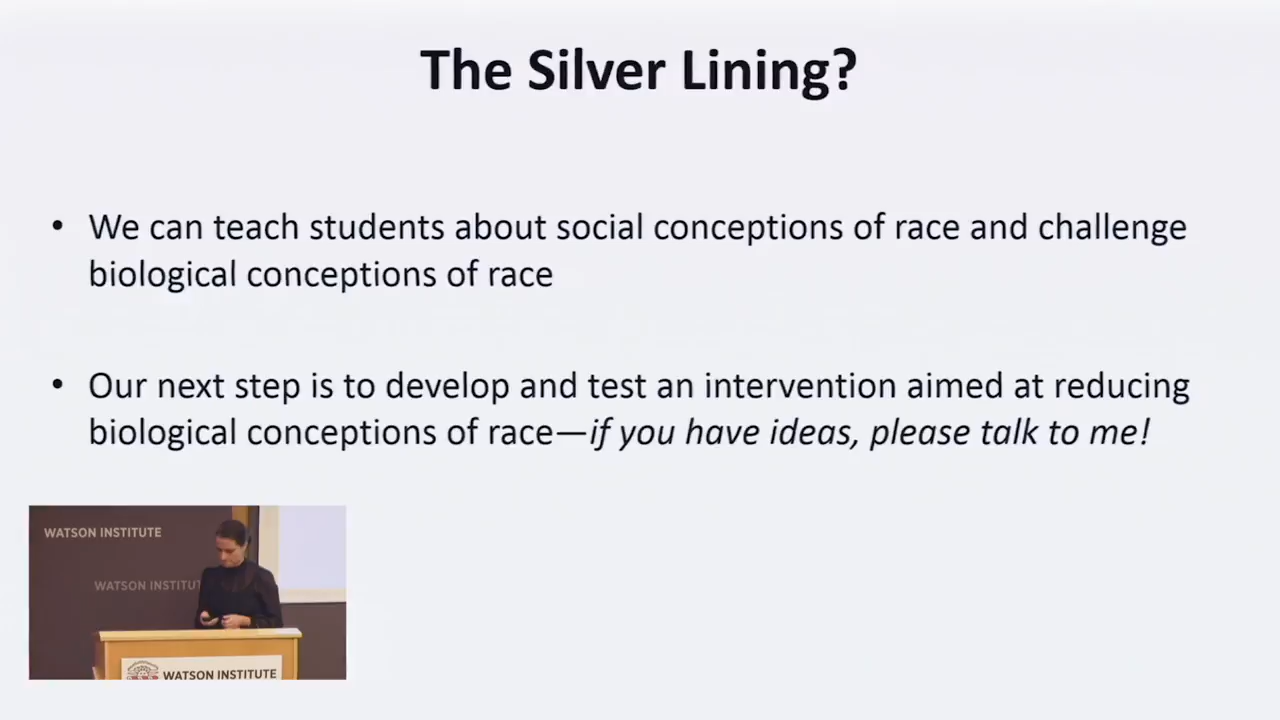 The Silver Lining?
• We can teach students about social conceptions of race and challenge
biological conceptions of race
• Our next step is to develop and test an intervention aimed at reducing
biological conceptions of race—if you have ideas, please talk to me!
WATSON INSTITUTE
WATSON INSTITUT
WATSON INSTITUTE